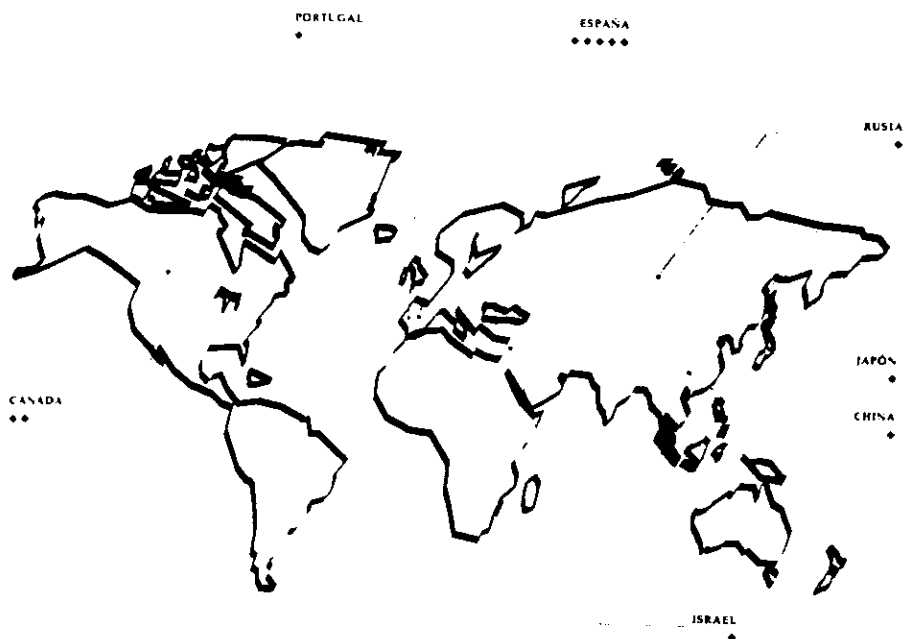 PORTUGAL
ESPAÑA
RUSIA
JAPÓN
CANADA
CHINA
ISRAEL